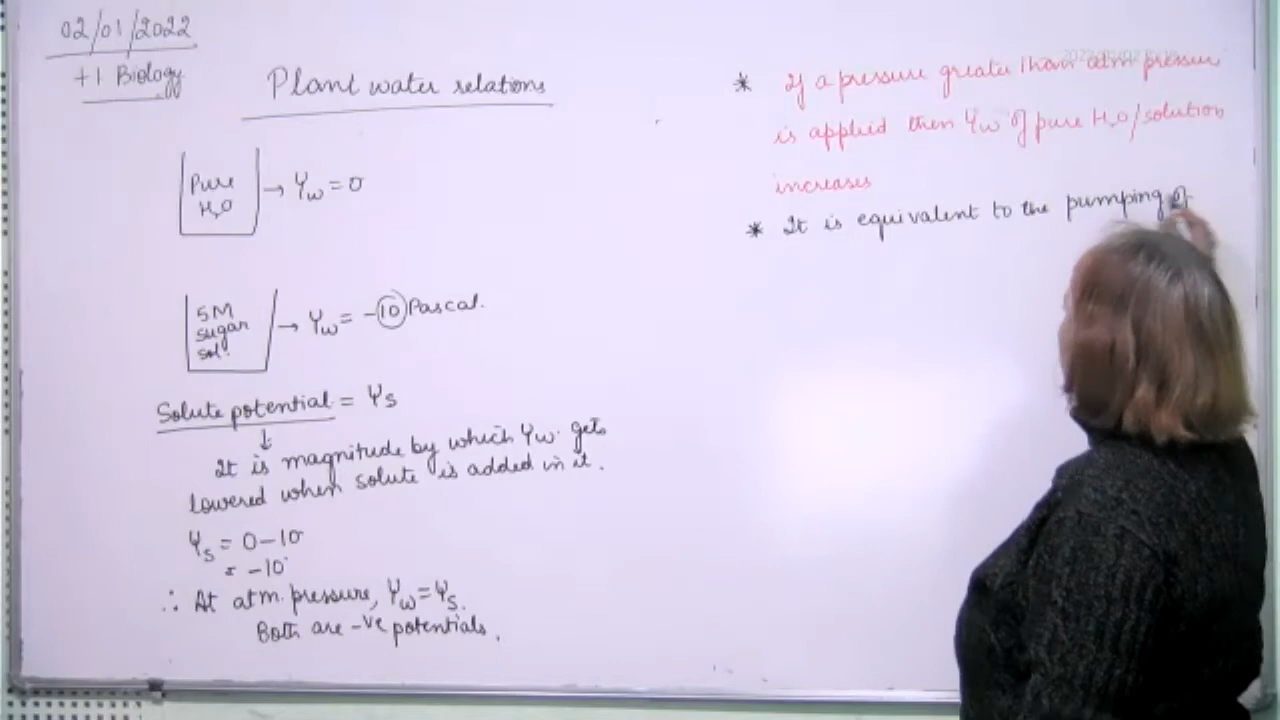 02/01/2022
+1 Biology
Plant water relations
Pure
H₂O
→ Ψw = 0
5M
sugar
sol.
→ Ψw = -10 Pascal.
Solute potential = Ψs
↓
It is magnitude by which Ψw gets
lowered when solute is added in it.
Ψs = 0-10
= -10
∴ At atm. pressure, Ψw = Ψs.
Both are -ve potentials.
* If a pressure greater than atm pressure
is applied then Ψw of pure H₂O/solution
increases
* It is equivalent to the pumping of